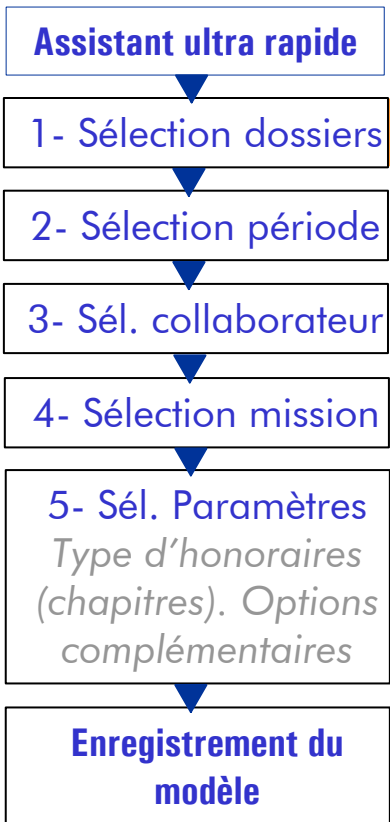 Assistant ultra rapide
1- Sélection dossiers
2- Sélection période
3- Sél. collaborateur
4- Sélection mission
5- Sél. Paramètres
Type d’honoraires
(chapitres). Options
complémentaires
Enregistrement du
modèle